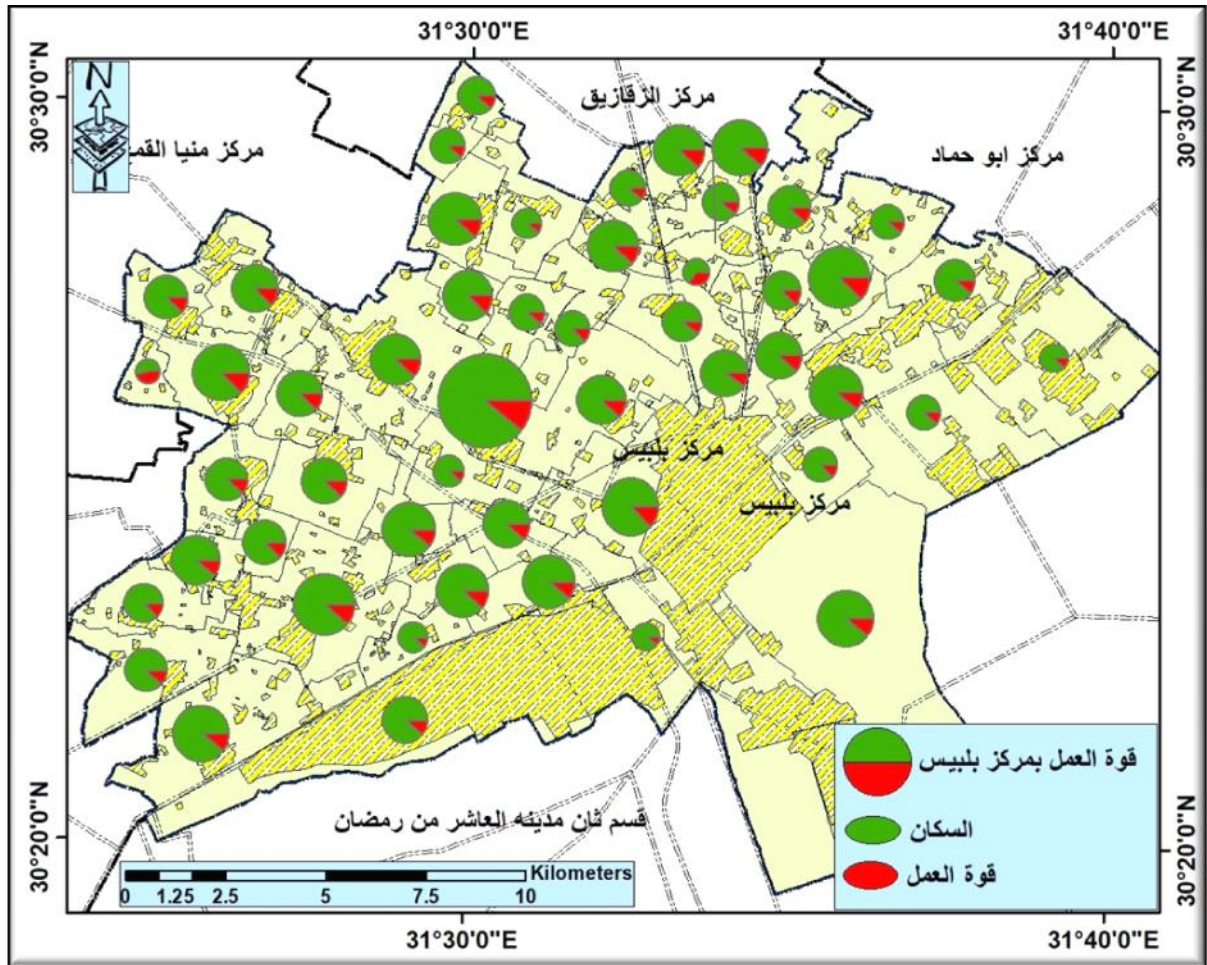 31°30'0"E
31°40'0"E
30°30'0"N
30°30'0"N
N
مركز الزقازيق
مركز منيا القم
مركز ابو حماد
مركز بلبيس
مركز بلبيس
قوة العمل بمركز بلبيس
السكان
قوة العمل
قسم ثان مدينه العاشر من رمضان
30°20'0"N
30°20'0"N
Kilometers
0 1.25 2.5 5 7.5 10
31°30'0"E
31°40'0"E